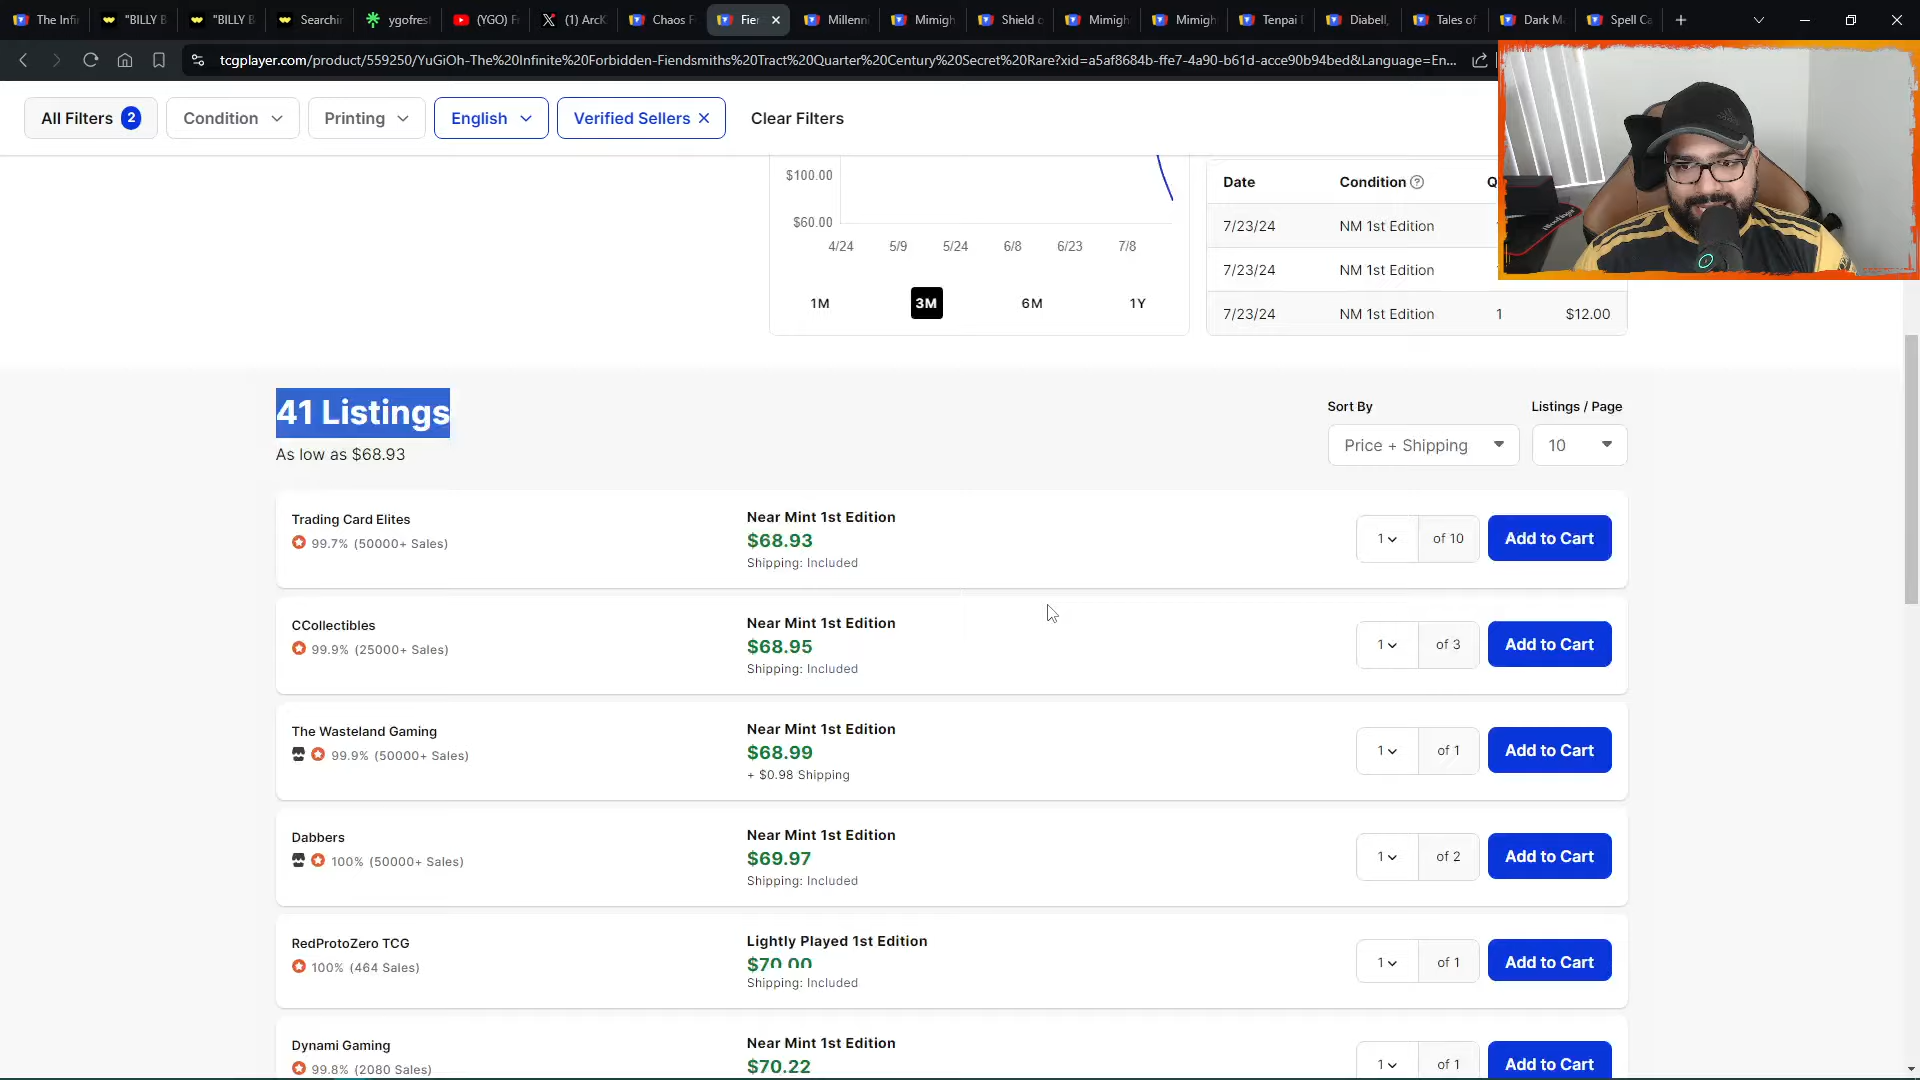 The Infi
"BILLY B
"BILLY B
Searchin
ygofres
(YGO) F
(1) ArcK
Chaos F
Fie
Millenni
Mimigh
Shield o
Mimigh
Mimigh
Tenpai
Diabell,
Tales of
Dark M
Spell Ca
tcgplayer.com/product/559250/YuGiOh-The%20Infinite%20Forbidden-Fiendsmiths%20Tract%20Quarter%20Century%20Secret%20Rare?xid=a5af8684b-ffe7-4a90-b61d-acce90b94bed&Language=En...
All Filters 2
Condition
Printing
English
Verified Sellers ✕
Clear Filters
$100.00
$60.00
4/24 5/9 5/24 6/8 6/23 7/8
1M 3M 6M 1Y
Date Condition Q
7/23/24 NM 1st Edition
7/23/24 NM 1st Edition
7/23/24 NM 1st Edition 1 $12.00
41 Listings
As low as $68.93
Sort By
Price + Shipping
Listings / Page
10
Trading Card Elites
99.7% (50000+ Sales)
Near Mint 1st Edition
$68.93
Shipping: Included
1 of 10
Add to Cart
CCollectibles
99.9% (25000+ Sales)
Near Mint 1st Edition
$68.95
Shipping: Included
1 of 3
Add to Cart
The Wasteland Gaming
99.9% (50000+ Sales)
Near Mint 1st Edition
$68.99
+ $0.98 Shipping
1 of 1
Add to Cart
Dabbers
100% (50000+ Sales)
Near Mint 1st Edition
$69.97
Shipping: Included
1 of 2
Add to Cart
RedProtoZero TCG
100% (464 Sales)
Lightly Played 1st Edition
$70.00
Shipping: Included
1 of 1
Add to Cart
Dynami Gaming
99.8% (2080 Sales)
Near Mint 1st Edition
$70.22
1 of 1
Add to Cart